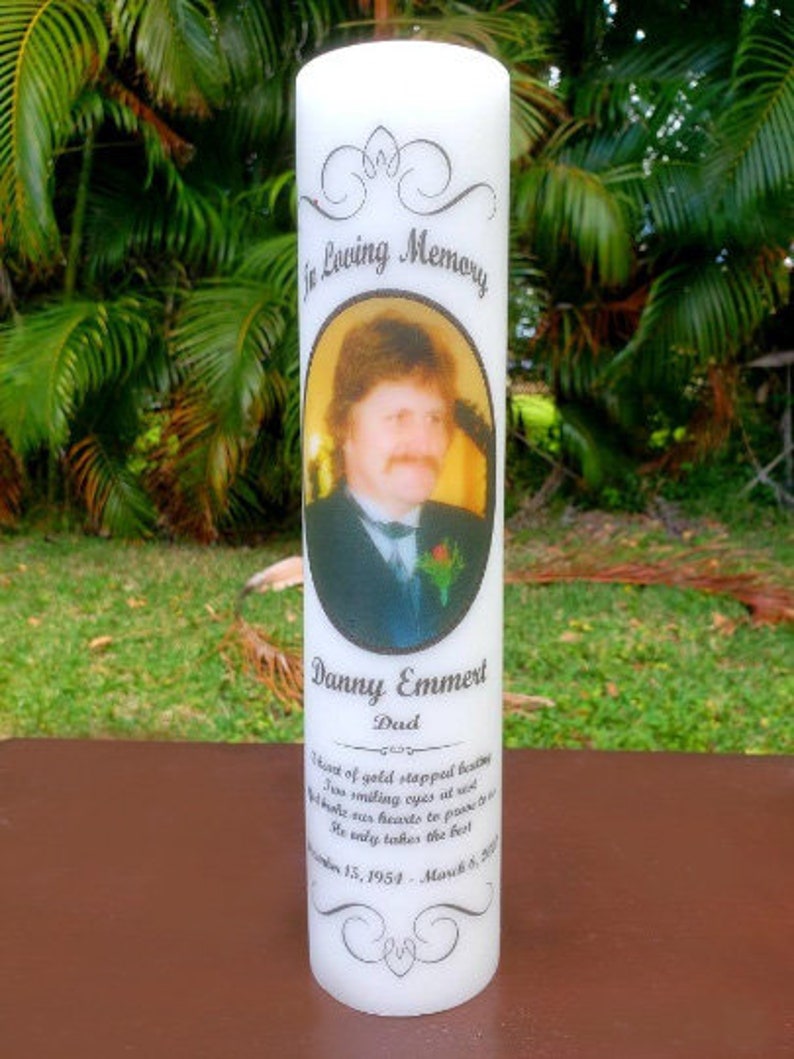 In Loving Memory
Danny Emmert
Dad
heart of gold stopped beating
Two smiling eyes at rest
broke our hearts to prove to
He only takes the best
15, 1954 - March 6,